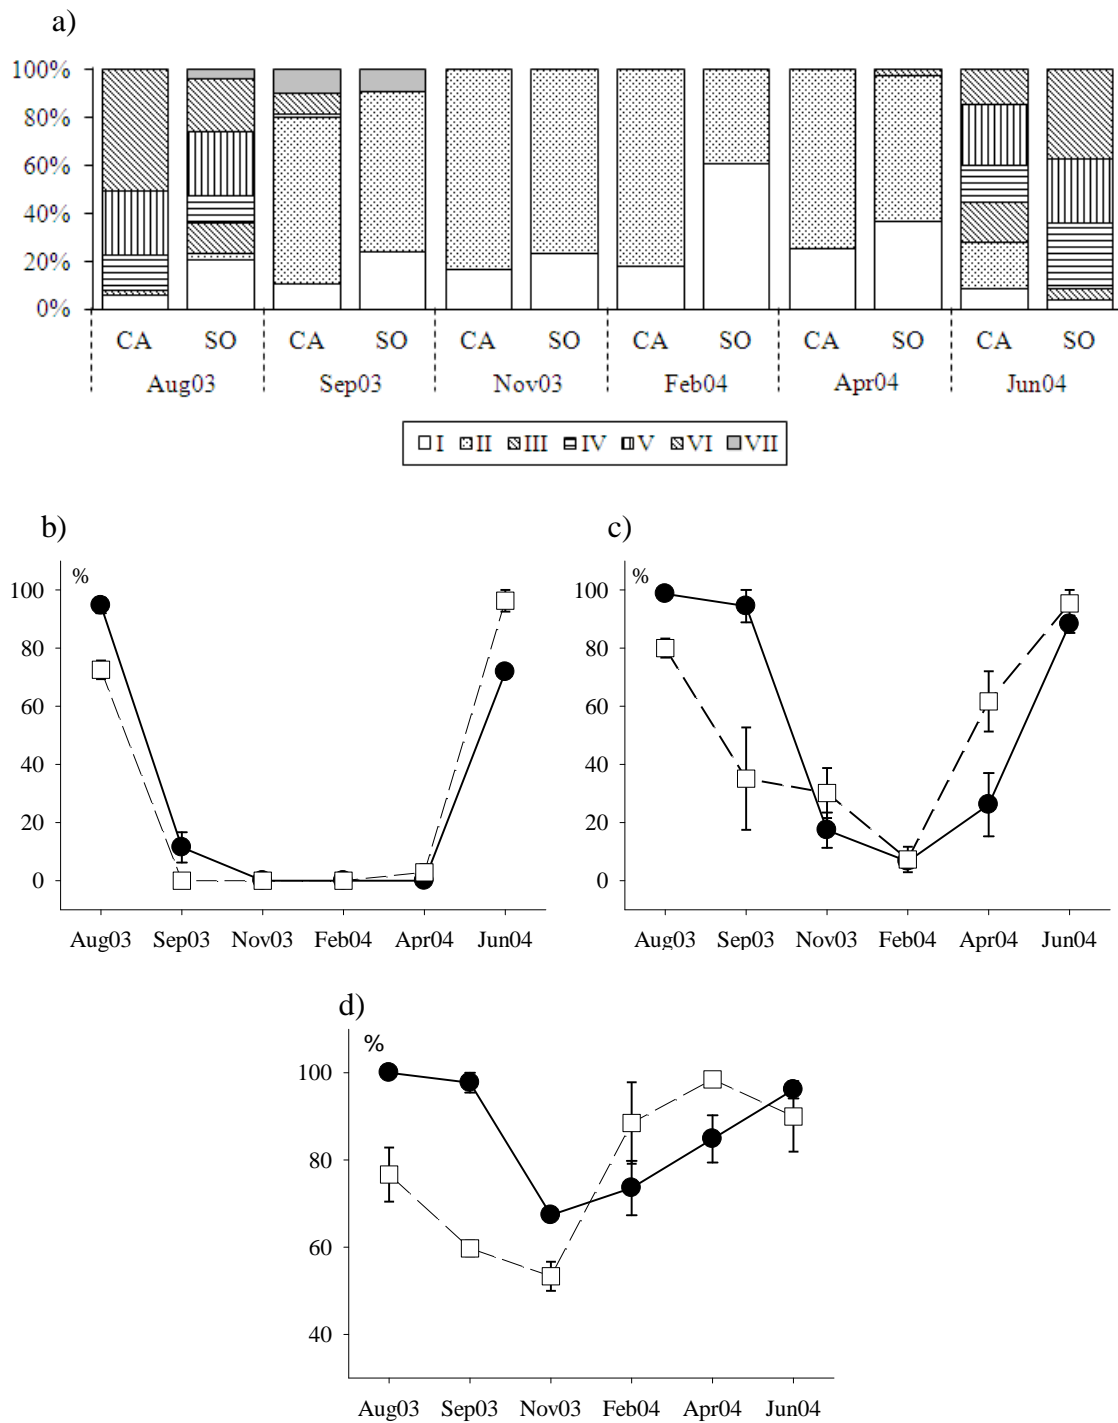 a)
100%
80%
60%
40%
20%
0%
CA SO CA SO CA SO CA SO CA SO CA SO
Aug03 Sep03 Nov03 Feb04 Apr04 Jun04
I II III IV V VI VII
b)
%
100
80
60
40
20
0
Aug03 Sep03 Nov03 Feb04 Apr04 Jun04
c)
%
100
80
60
40
20
0
Aug03 Sep03 Nov03 Feb04 Apr04 Jun04
d)
%
100
80
60
40
Aug03 Sep03 Nov03 Feb04 Apr04 Jun04